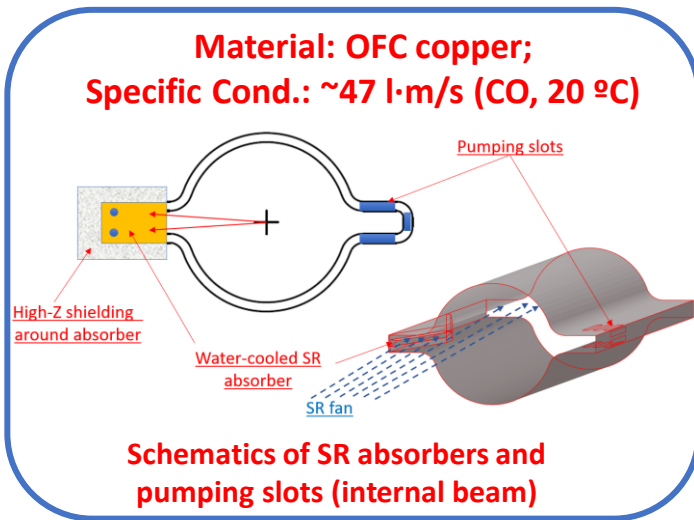 Material: OFC copper;
Specific Cond.: ~47 l·m/s (CO, 20 ºC)
Pumping slots
High-Z shielding
around absorber
Water-cooled SR
absorber
SR fan
Schematics of SR absorbers and
pumping slots (internal beam)